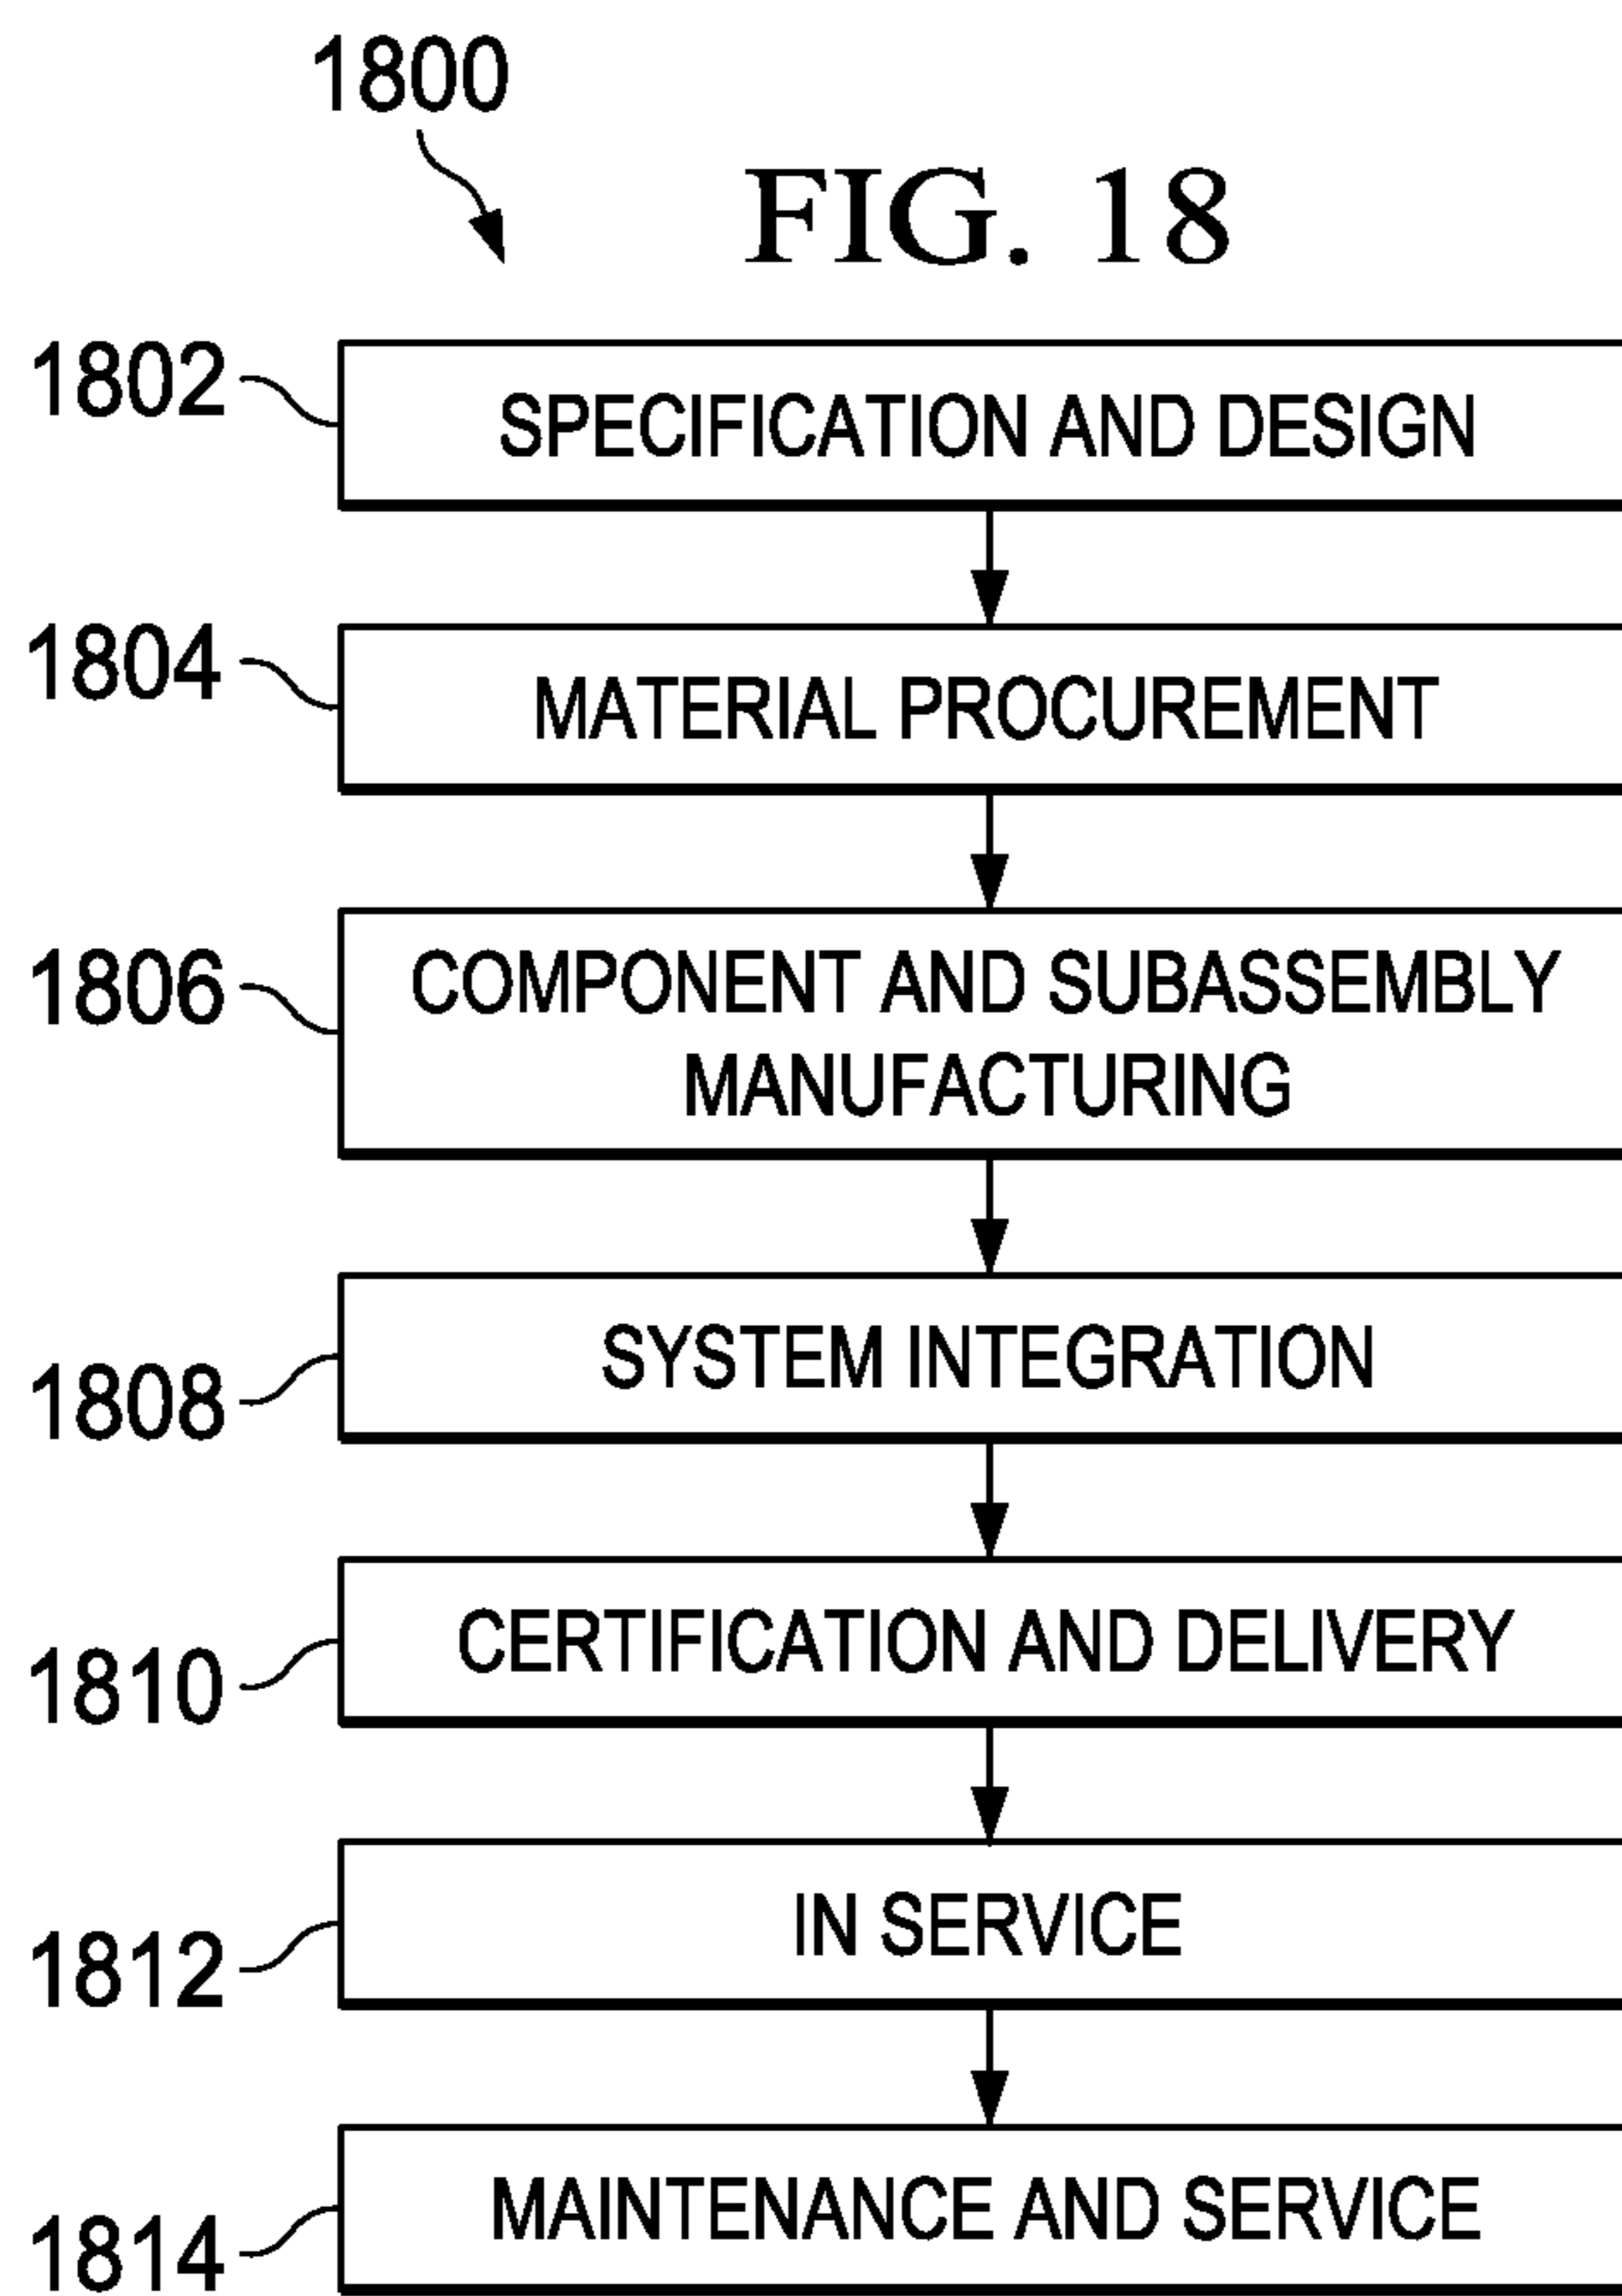 1800
FIG. 18
1802
SPECIFICATION AND DESIGN
1804
MATERIAL PROCUREMENT
1806
COMPONENT AND SUBASSEMBLY
MANUFACTURING
1808
SYSTEM INTEGRATION
1810
CERTIFICATION AND DELIVERY
1812
IN SERVICE
1814
MAINTENANCE AND SERVICE